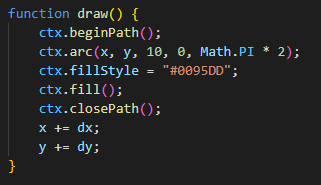 function draw() {
    ctx.beginPath();
    ctx.arc(x, y, 10, 0, Math.PI * 2);
    ctx.fillStyle = "#0095DD";
    ctx.fill();
    ctx.closePath();
    x += dx;
    y += dy;
}